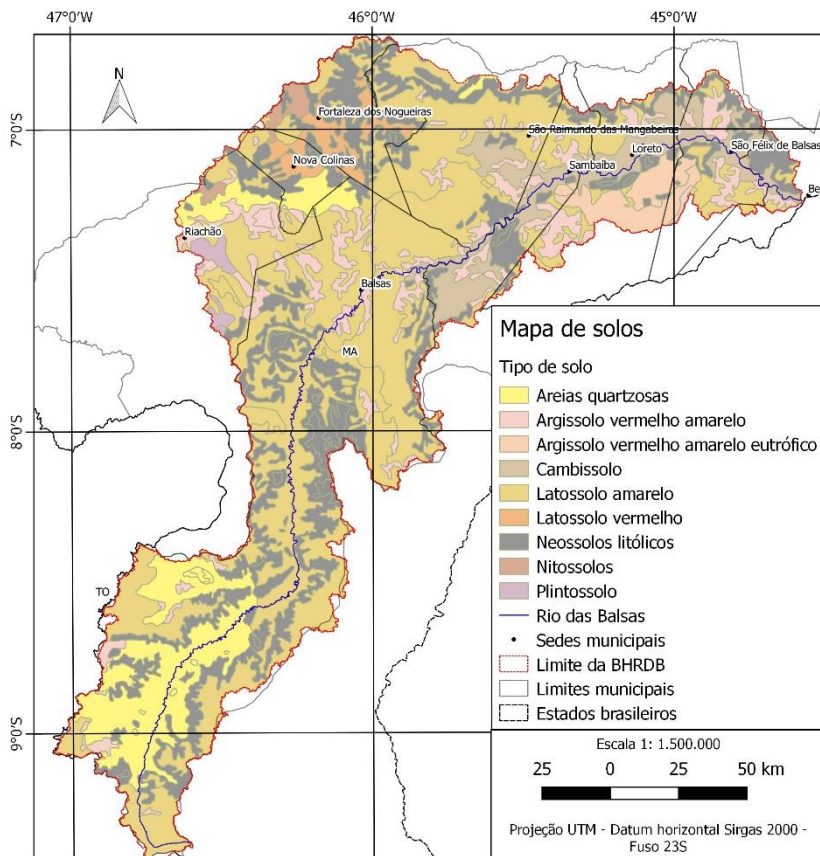 47°0'O
46°0'O
45°0'O
N
7°0'S
Fortaleza dos Nogueiras
São Raimundo das Mangabeiras
Nova Colinas
Loreto
São Félix de Balsas
Sambaíba
Be
Riachão
Balsas
MA
8°0'S
TO
9°0'S
Mapa de solos
Tipo de solo
Areias quartzosas
Argissolo vermelho amarelo
Argissolo vermelho amarelo eutrófico
Cambissolo
Latossolo amarelo
Latossolo vermelho
Neossolos litólicos
Nitossolos
Plintossolo
Rio das Balsas
Sedes municipais
Limite da BHRDB
Limites municipais
Estados brasileiros
Escala 1: 1.500.000
25 0 25 50 km
Projeção UTM - Datum horizontal Sirgas 2000 -
Fuso 23S